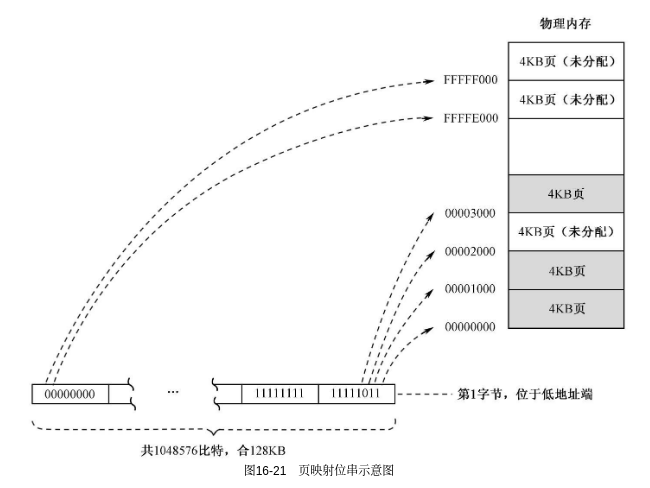 物理内存
4KB页（未分配）
FFFFF000
4KB页（未分配）
FFFFE000
4KB页
00003000
4KB页（未分配）
00002000
4KB页
00001000
4KB页
00000000
00000000 ... 11111111 11111011 第1字节，位于低地址端
共1048576比特，合128KB
图16-21 页映射位串示意图